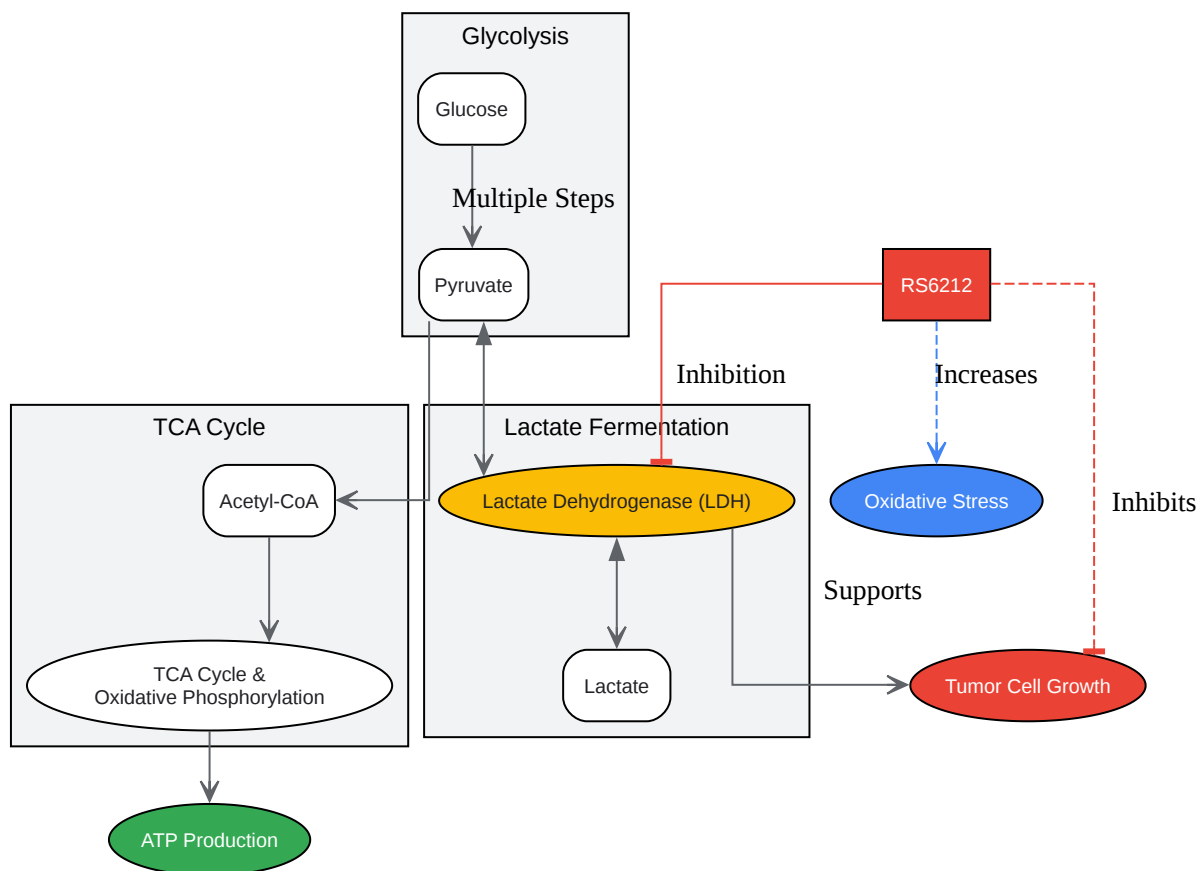 Glycolysis
Glucose
Multiple Steps
Pyruvate
RS6212
Inhibition
Increases
TCA Cycle
Lactate Fermentation
Acetyl-CoA
Lactate Dehydrogenase (LDH)
Oxidative Stress
Inhibits
Supports
TCA Cycle &
Oxidative Phosphorylation
Lactate
Tumor Cell Growth
ATP Production